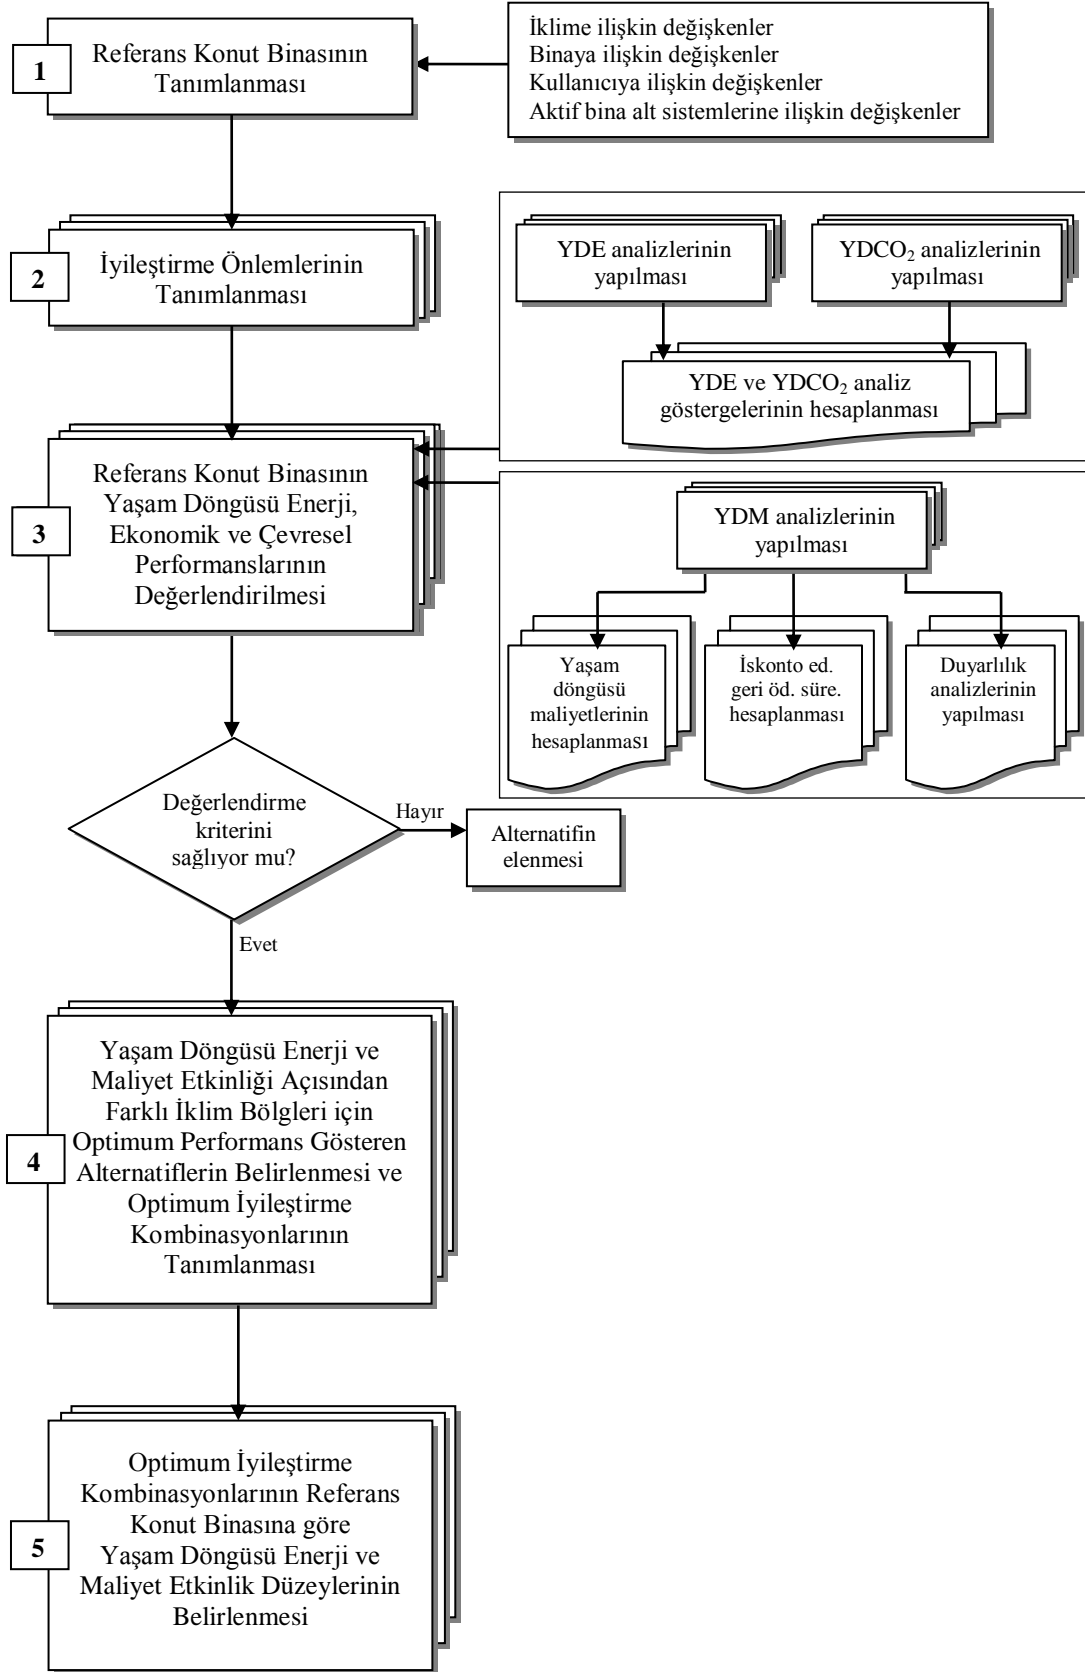 1
Referans Konut Binasının
Tanımlanması
İklime ilişkin değişkenler
Binaya ilişkin değişkenler
Kullanıcıya ilişkin değişkenler
Aktif bina alt sistemlerine ilişkin değişkenler
2
İyileştirme Önlemlerinin
Tanımlanması
YDE analizlerinin
yapılması
YDCO₂ analizlerinin
yapılması
YDE ve YDCO₂ analiz
göstergelerinin hesaplanması
3
Referans Konut Binasının
Yaşam Döngüsü Enerji,
Ekonomik ve Çevresel
Performanslarının
Değerlendirilmesi
YDM analizlerinin
yapılması
Yaşam
döngüsü
maliyetlerinin
hesaplanması
İskonto ed.
geri öd. süre.
hesaplanması
Duyarlılık
analizlerinin
yapılması
Değerlendirme
kriterini
sağlıyor mu?
Hayır
Alternatifin
elenmesi
Evet
4
Yaşam Döngüsü Enerji ve
Maliyet Etkinliği Açısından
Farklı İklim Bölgleri için
Optimum Performans Gösteren
Alternatiflerin Belirlenmesi ve
Optimum İyileştirme
Kombinasyonlarının
Tanımlanması
5
Optimum İyileştirme
Kombinasyonlarının Referans
Konut Binasına göre
Yaşam Döngüsü Enerji ve
Maliyet Etkinlik Düzeylerinin
Belirlenmesi